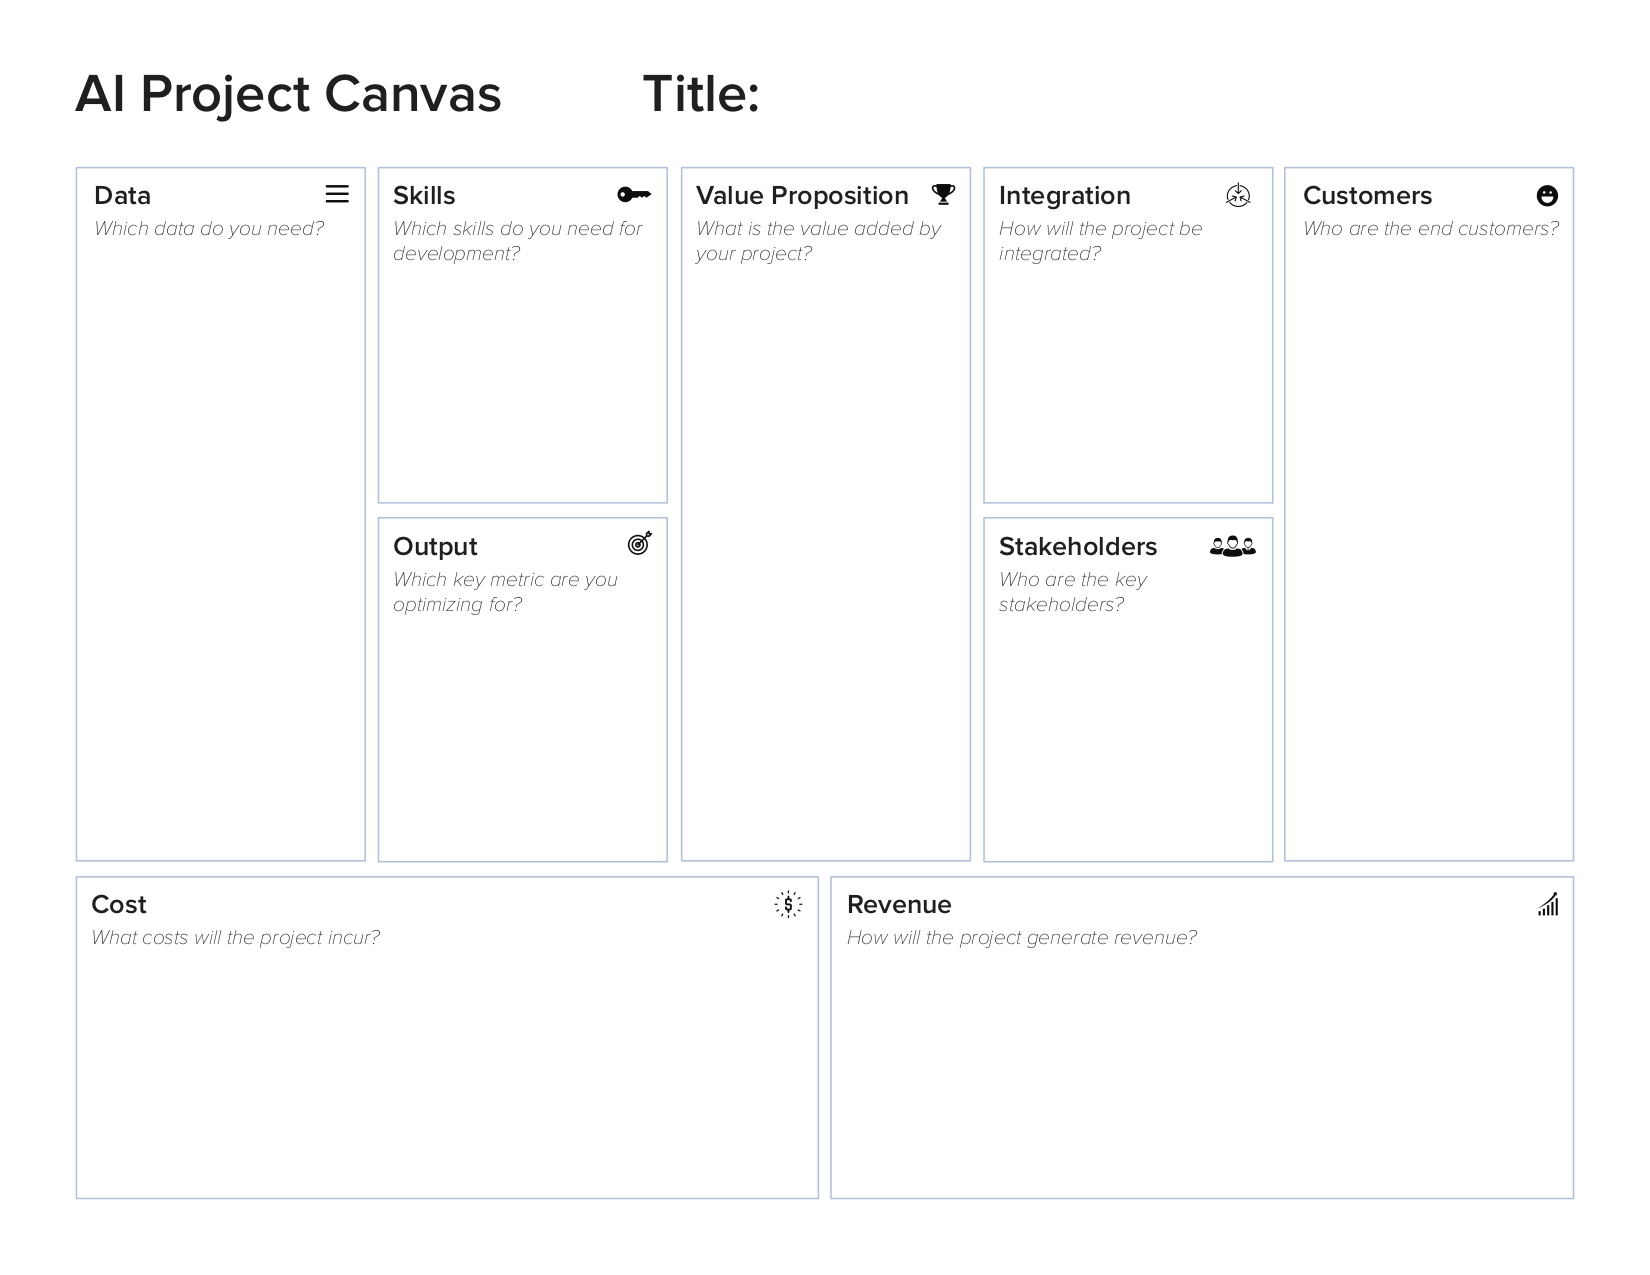 AI Project Canvas
Title:
Data
Which data do you need?
Skills
Which skills do you need for
development?
Output
Which key metric are you
optimizing for?
Value Proposition
What is the value added by
your project?
Integration
How will the project be
integrated?
Stakeholders
Who are the key
stakeholders?
Customers
Who are the end customers?
Cost
What costs will the project incur?
$
Revenue
How will the project generate revenue?